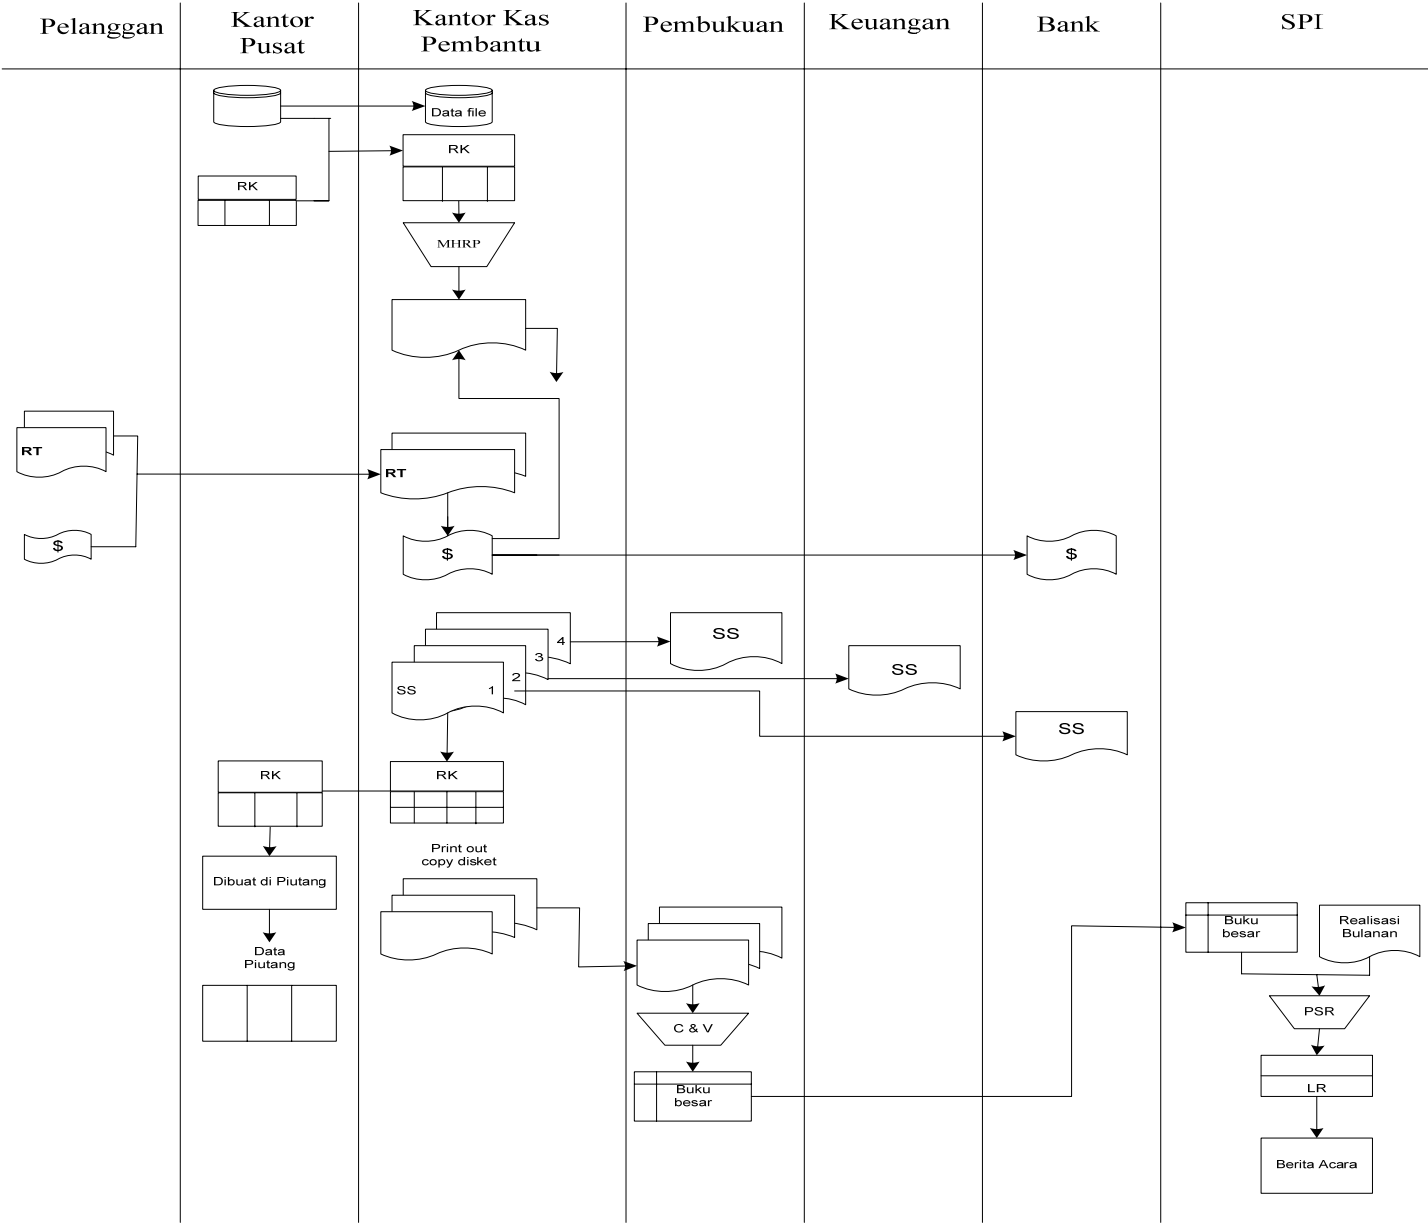 Pelanggan
Kantor
Pusat
Kantor Kas
Pembantu
Pembukuan
Keuangan
Bank
SPI
Data file
RK
RK
MHRP
RT
RT
$
$
$
4
3
2
SS 1
SS
SS
SS
RK
RK
Print out
copy disket
Dibuat di Piutang
Data
Piutang
C & V
Buku
besar
Buku
besar
Realisasi
Bulanan
PSR
LR
Berita Acara